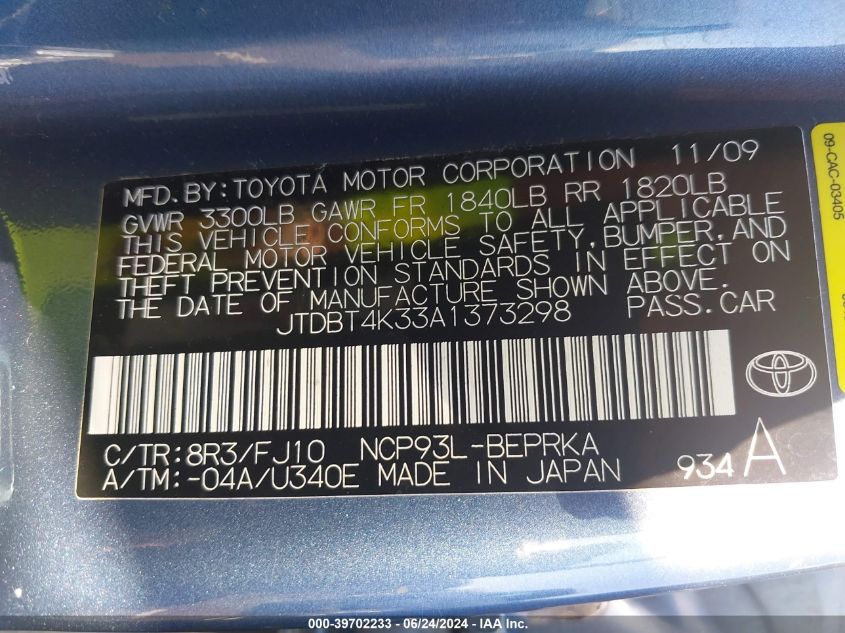 MFD. BY: TOYOTA MOTOR CORPORATION 11/09
GVWR 3300LB GAWR FR 1840LB RR 1820LB
THIS VEHICLE CONFORMS TO ALL APPLICABLE
FEDERAL MOTOR VEHICLE SAFETY, BUMPER, AND
THEFT PREVENTION STANDARDS IN EFFECT ON
THE DATE OF MANUFACTURE SHOWN ABOVE.
JTDBT4K33A1373298 PASS. CAR
C/TR: 8R3/FJ10 NCP93L-BEPRKA
A/TM: -04A/U340E MADE IN JAPAN 934 A
09-CAC-03405
000-39702233 - 06/24/2024 - IAA Inc.